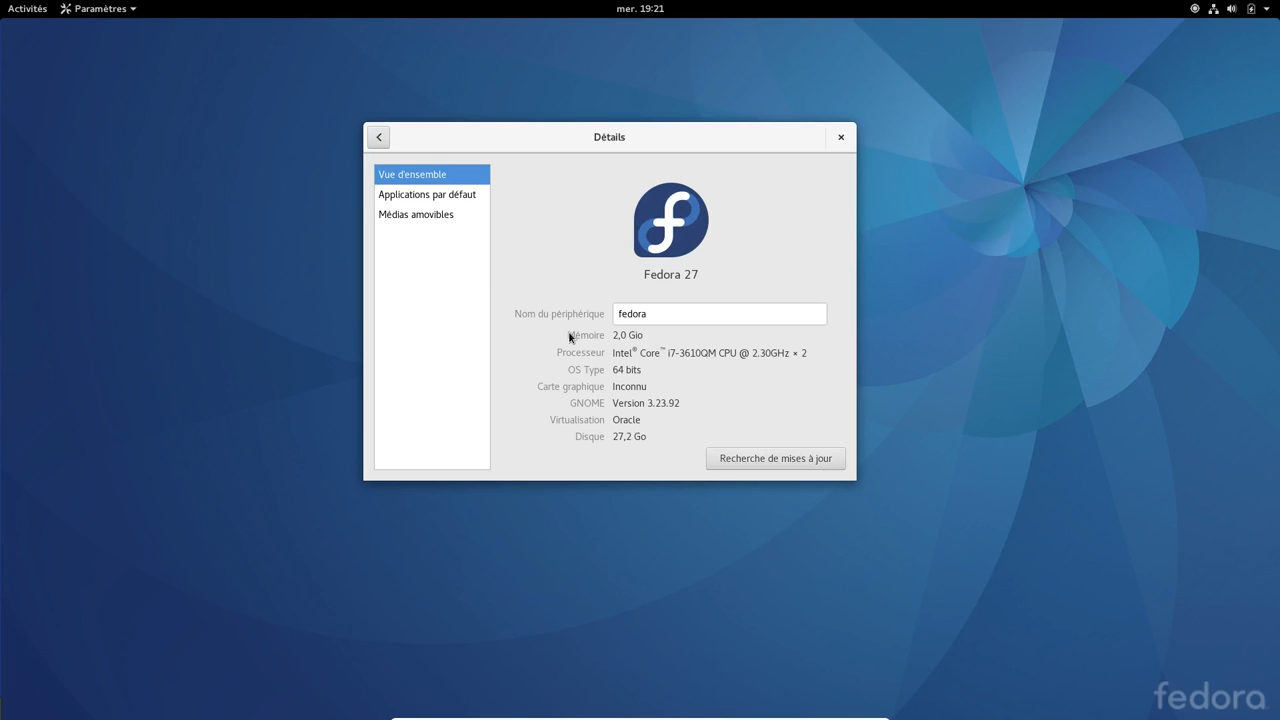 Activités Paramètres mer. 19:21
Détails
Vue d'ensemble
Applications par défaut
Médias amovibles
Fedora 27
Nom du périphérique fedora
Mémoire 2,0 Gio
Processeur Intel® Core™ i7-3610QM CPU @ 2.30GHz × 2
OS Type 64 bits
Carte graphique Inconnu
GNOME Version 3.23.92
Virtualisation Oracle
Disque 27,2 Go
Recherche de mises à jour
fedora